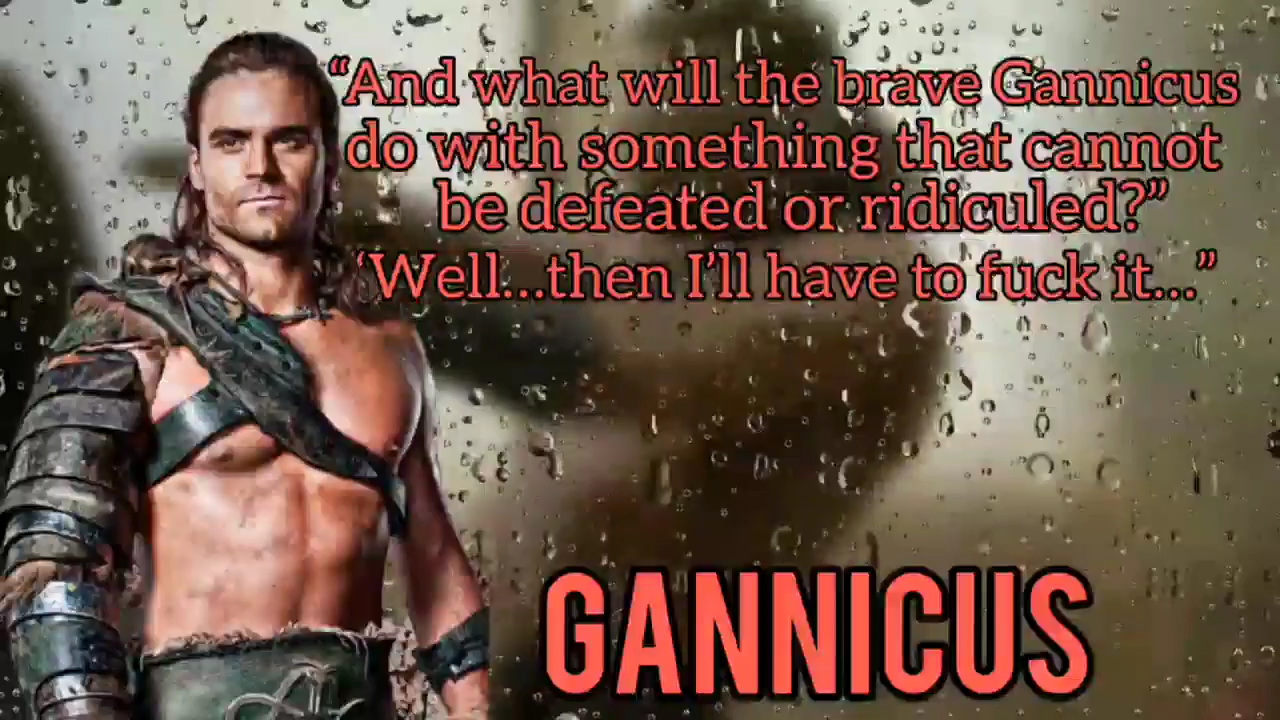 “And what will the brave Gannicus
do with something that cannot
be defeated or ridiculed?”
‘Well...then I’ll have to fuck it...”
GANNICUS